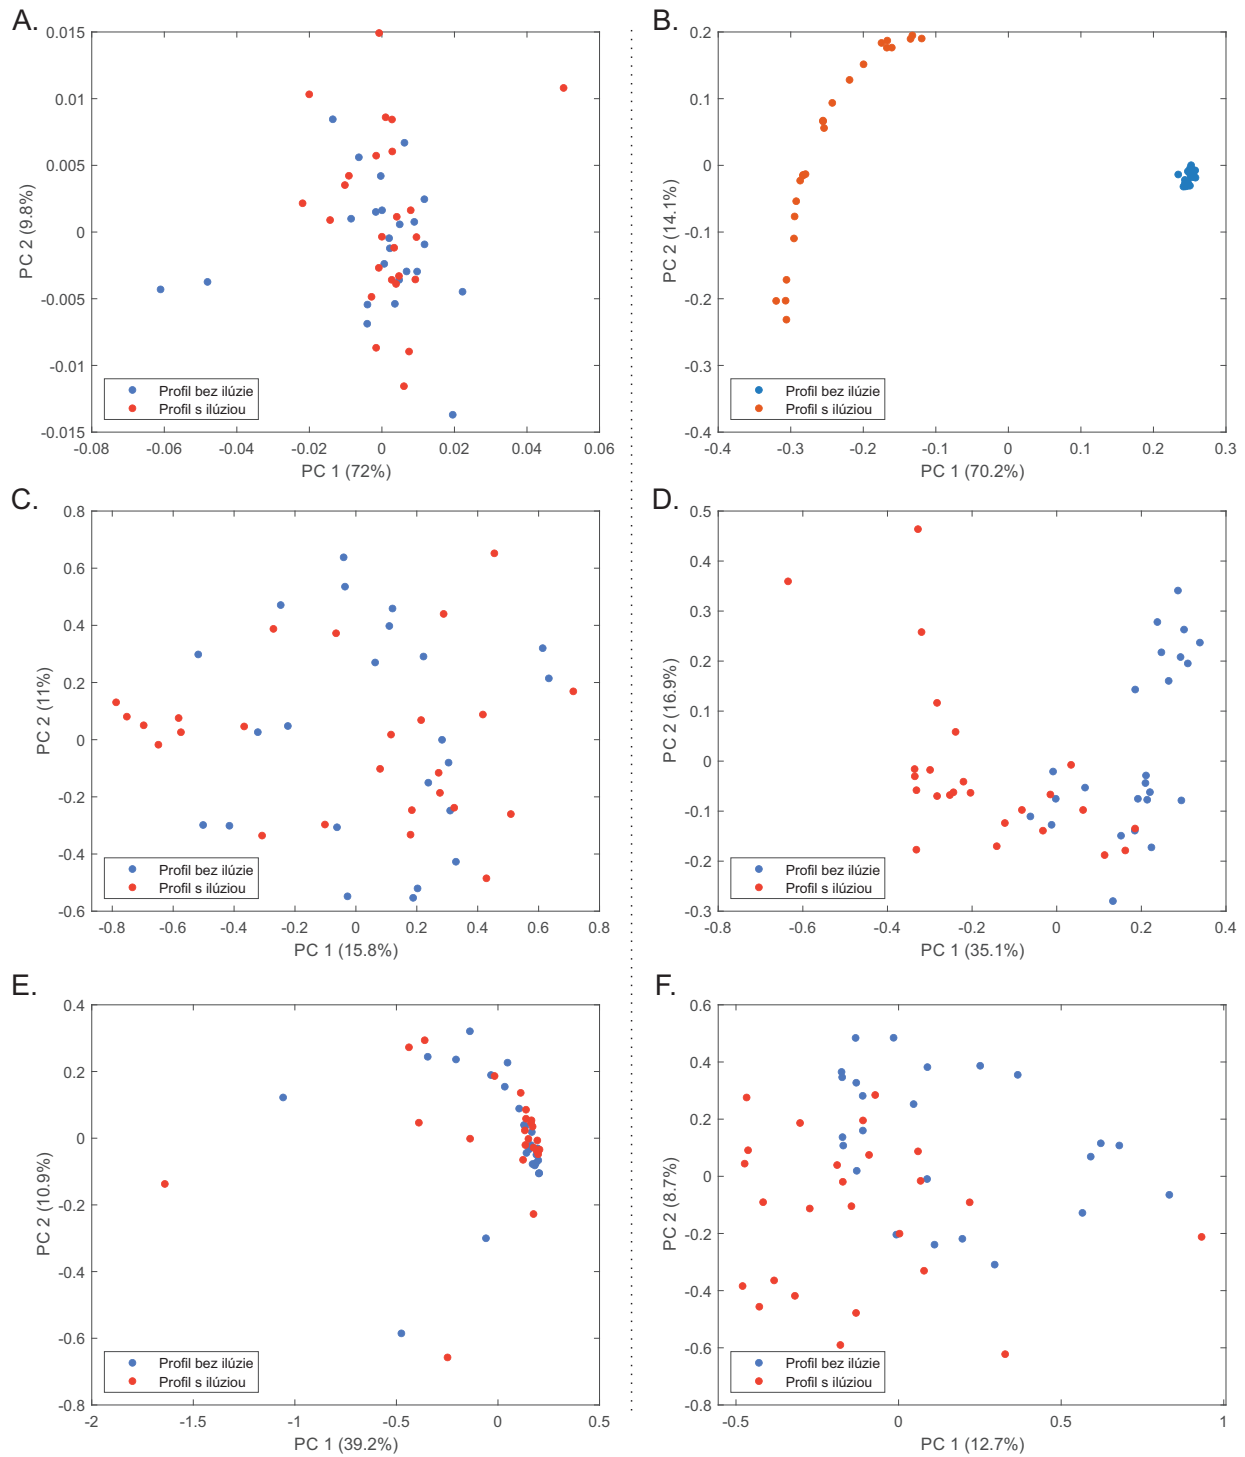 A.
0.015
0.01
0.005
0
-0.005
-0.01
-0.015
PC 2 (9.8%)
Profil bez ilúzie
Profil s ilúziou
-0.08 -0.06 -0.04 -0.02 0 0.02 0.04 0.06
PC 1 (72%)
B.
0.2
0.1
0
-0.1
-0.2
-0.3
-0.4
PC 2 (14.1%)
Profil bez ilúzie
Profil s ilúziou
-0.4 -0.3 -0.2 -0.1 0 0.1 0.2 0.3
PC 1 (70.2%)
C.
0.8
0.6
0.4
0.2
0
-0.2
-0.4
-0.6
PC 2 (11%)
Profil bez ilúzie
Profil s ilúziou
-0.8 -0.6 -0.4 -0.2 0 0.2 0.4 0.6 0.8
PC 1 (15.8%)
D.
0.5
0.4
0.3
0.2
0.1
0
-0.1
-0.2
-0.3
PC 2 (16.9%)
Profil bez ilúzie
Profil s ilúziou
-0.8 -0.6 -0.4 -0.2 0 0.2 0.4
PC 1 (35.1%)
E.
0.4
0.2
0
-0.2
-0.4
-0.6
-0.8
PC 2 (10.9%)
Profil bez ilúzie
Profil s ilúziou
-2 -1.5 -1 -0.5 0 0.5
PC 1 (39.2%)
F.
0.6
0.4
0.2
0
-0.2
-0.4
-0.6
-0.8
PC 2 (8.7%)
Profil bez ilúzie
Profil s ilúziou
-0.5 0 0.5 1
PC 1 (12.7%)